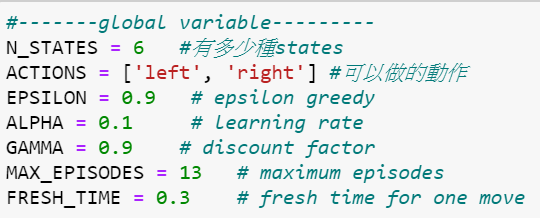 #-------global variable---------
N_STATES = 6   #有多少種states
ACTIONS = ['left', 'right'] #可以做的動作
EPSILON = 0.9   # epsilon greedy
ALPHA = 0.1     # learning rate
GAMMA = 0.9    # discount factor
MAX_EPISODES = 13   # maximum episodes
FRESH_TIME = 0.3    # fresh time for one move